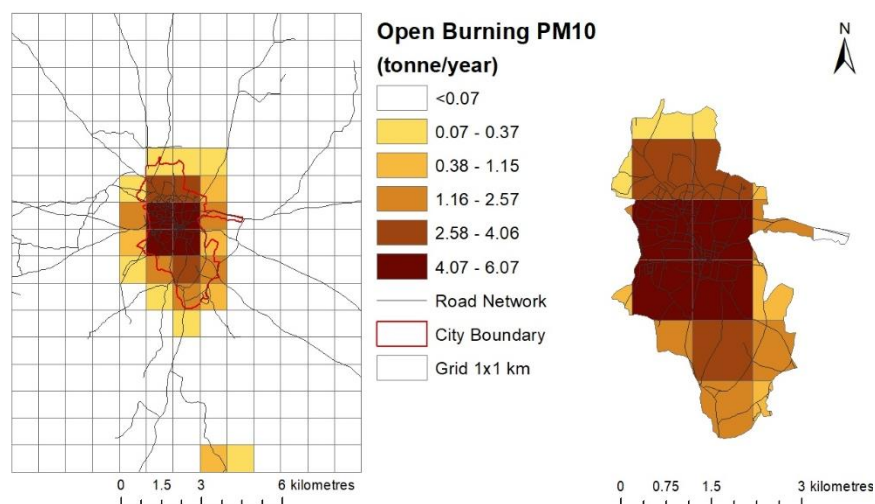 Open Burning PM10
(tonne/year)
<0.07
0.07 - 0.37
0.38 - 1.15
1.16 - 2.57
2.58 - 4.06
4.07 - 6.07
Road Network
City Boundary
Grid 1x1 km
N
0 1.5 3 6 kilometres
0 0.75 1.5 3 kilometres